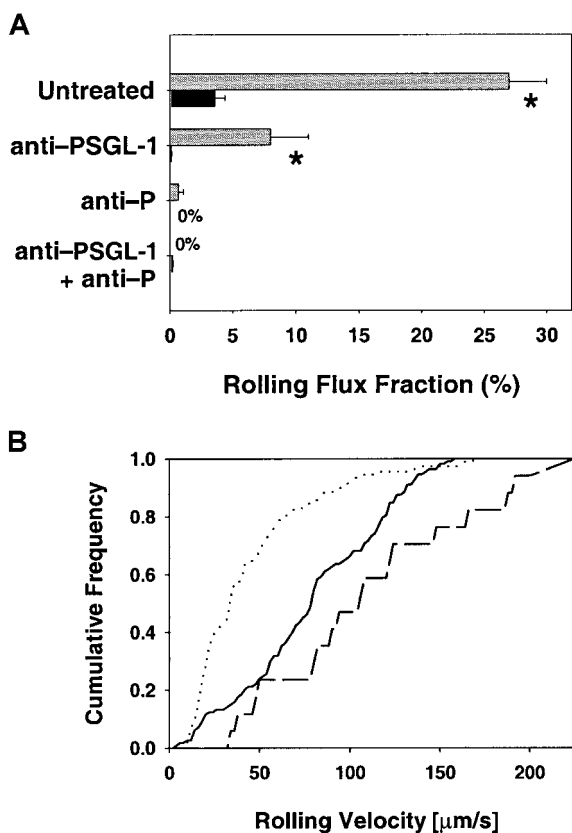 A
Untreated
*
anti–PSGL-1
*
anti–P
0%
0%
anti–PSGL-1
+ anti–P
0 5 10 15 20 25 30
Rolling Flux Fraction (%)
B
1.0
0.8
0.6
0.4
0.2
0.0
Cumulative Frequency
0 50 100 150 200
Rolling Velocity [µm/s]